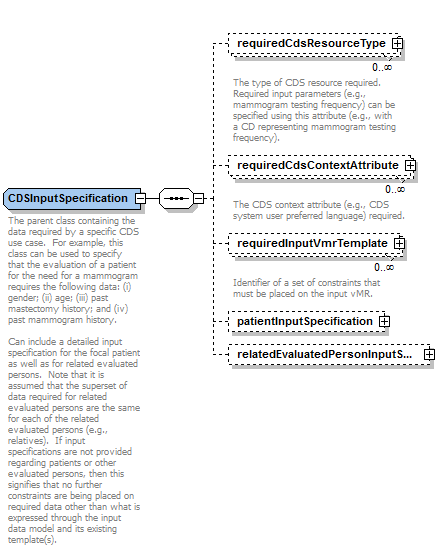 requiredCdsResourceType
0..∞
The type of CDS resource required.
Required input parameters (e.g.,
mammogram testing frequency) can be
specified using this attribute (e.g., with
a CD representing mammogram testing
frequency).
requiredCdsContextAttribute
0..∞
The CDS context attribute (e.g., CDS
system user preferred language) required.
requiredInputVmrTemplate
0..∞
Identifier of a set of constraints that
must be placed on the input vMR.
patientInputSpecification
relatedEvaluatedPersonInputS...
CDSInputSpecification
The parent class containing the
data required by a specific CDS
use case.  For example, this
class can be used to specify
that the evaluation of a patient
for the need for a mammogram
requires the following data: (i)
gender; (ii) age; (iii) past
mastectomy history; and (iv)
past mammogram history.
Can include a detailed input
specification for the focal patient
as well as for related evaluated
persons.  Note that it is
assumed that the superset of
data required for related
evaluated persons are the same
for each of the related
evaluated persons (e.g.,
relatives).  If input
specifications are not provided
regarding patients or other
evaluated persons, then this
signifies that no further
constraints are being placed on
required data other than what is
expressed through the input
data model and its existing
template(s).